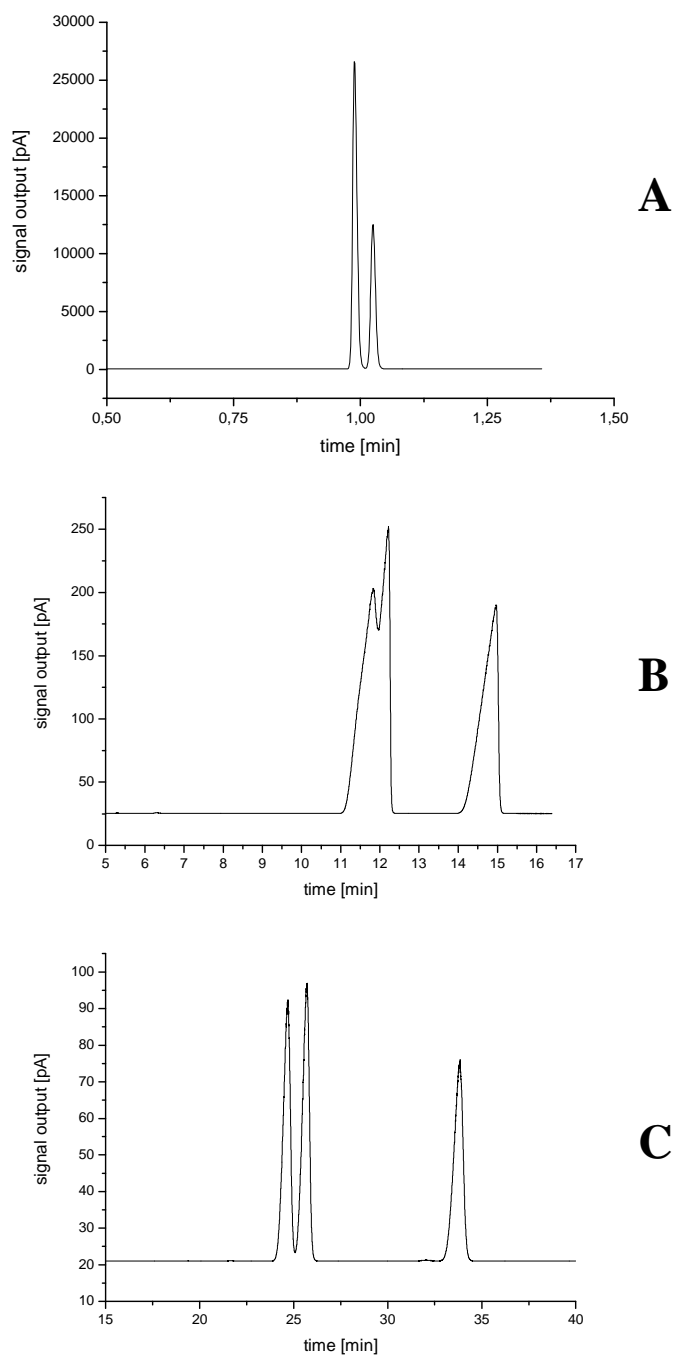 30000
25000
20000
15000
10000
5000
0
signal output [pA]
0,50 0,75 1,00 1,25 1,50
time [min]
A
250
200
150
100
50
0
signal output [pA]
5 6 7 8 9 10 11 12 13 14 15 16 17
time [min]
B
100
90
80
70
60
50
40
30
20
10
signal output [pA]
15 20 25 30 35 40
time [min]
C